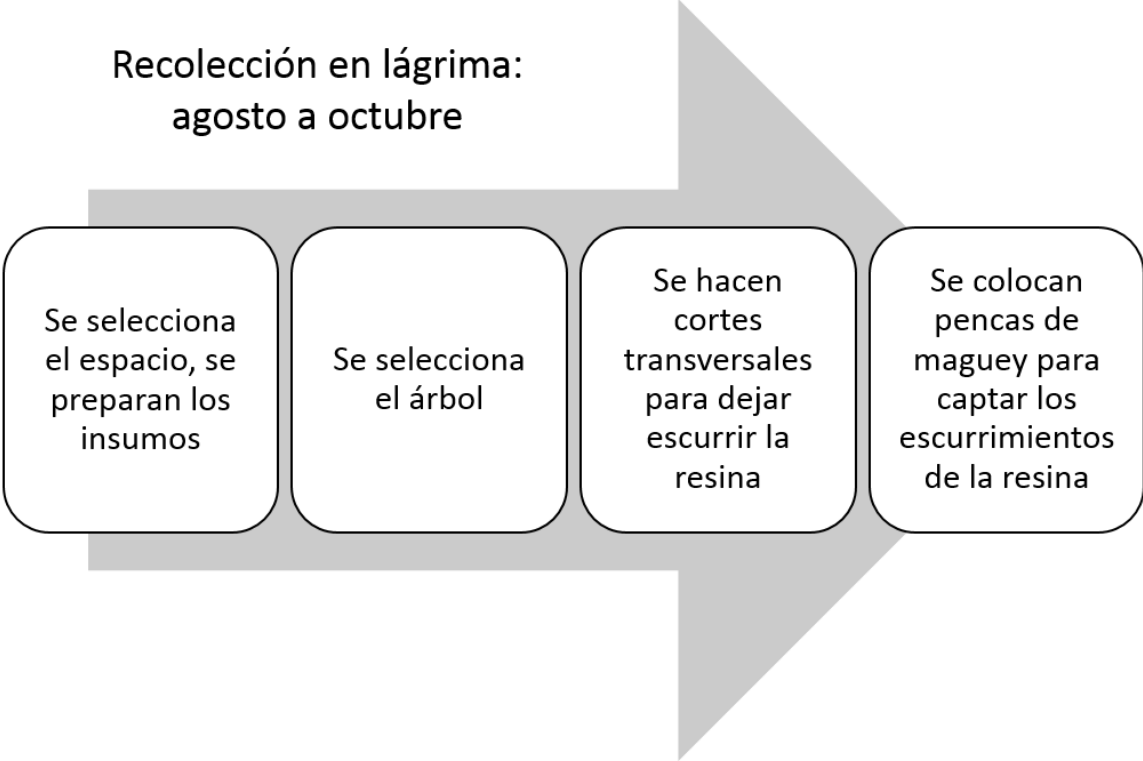 Recolección en lágrima:
agosto a octubre
Se selecciona
el espacio, se
preparan los
insumos
Se selecciona
el árbol
Se hacen
cortes
transversales
para dejar
escurrir la
resina
Se colocan
pencas de
maguey para
captar los
escurrimientos
de la resina